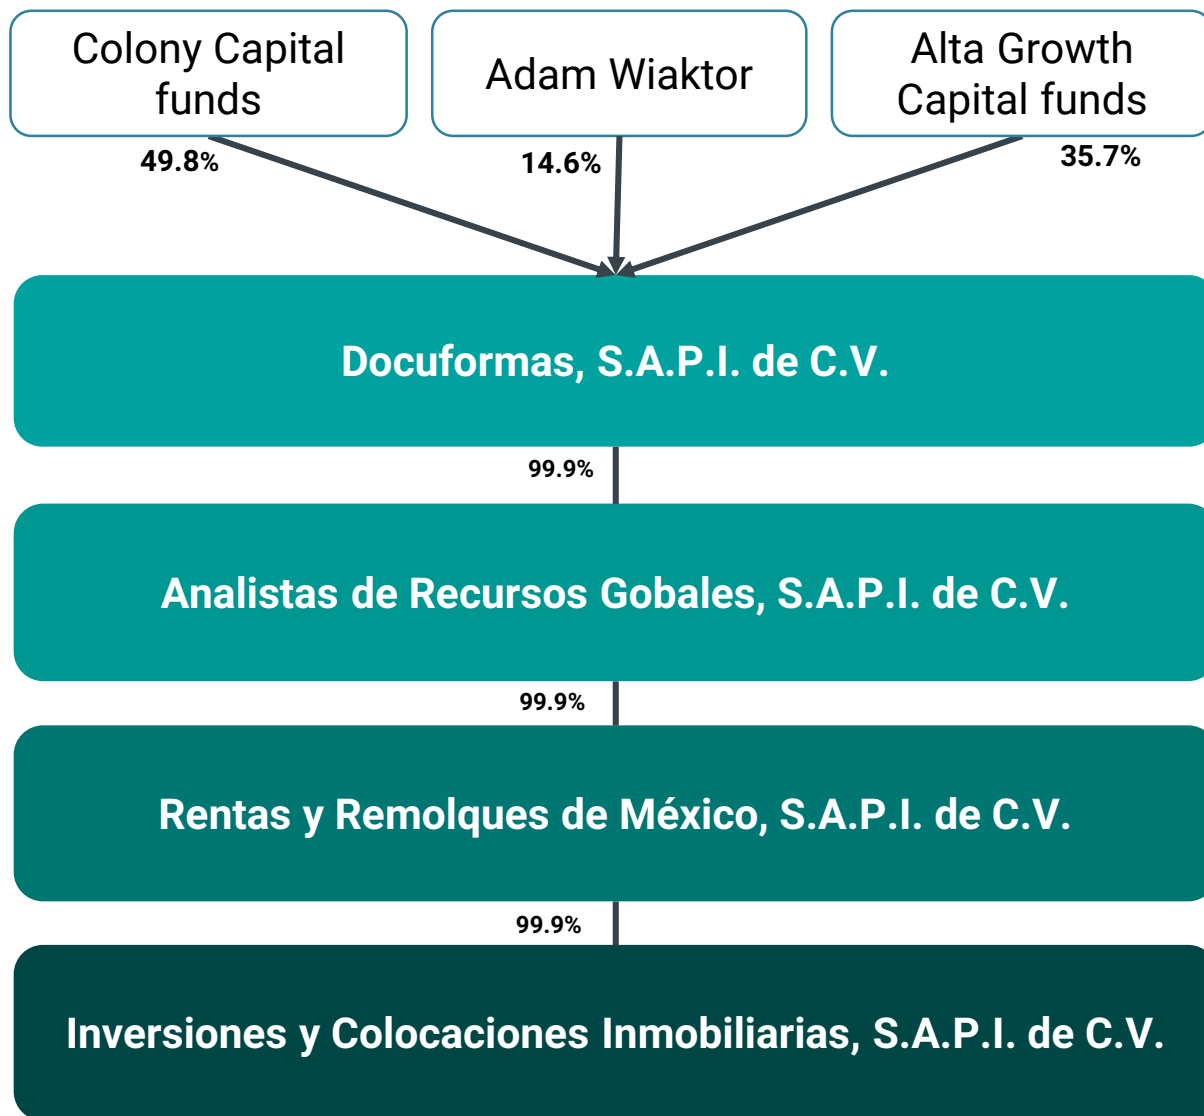 Colony Capital
funds
Adam Wiaktor
Alta Growth
Capital funds
49.8%
14.6%
35.7%
Docuformas, S.A.P.I. de C.V.
99.9%
Analistas de Recursos Gobales, S.A.P.I. de C.V.
99.9%
Rentas y Remolques de México, S.A.P.I. de C.V.
99.9%
Inversiones y Colocaciones Inmobiliarias, S.A.P.I. de C.V.